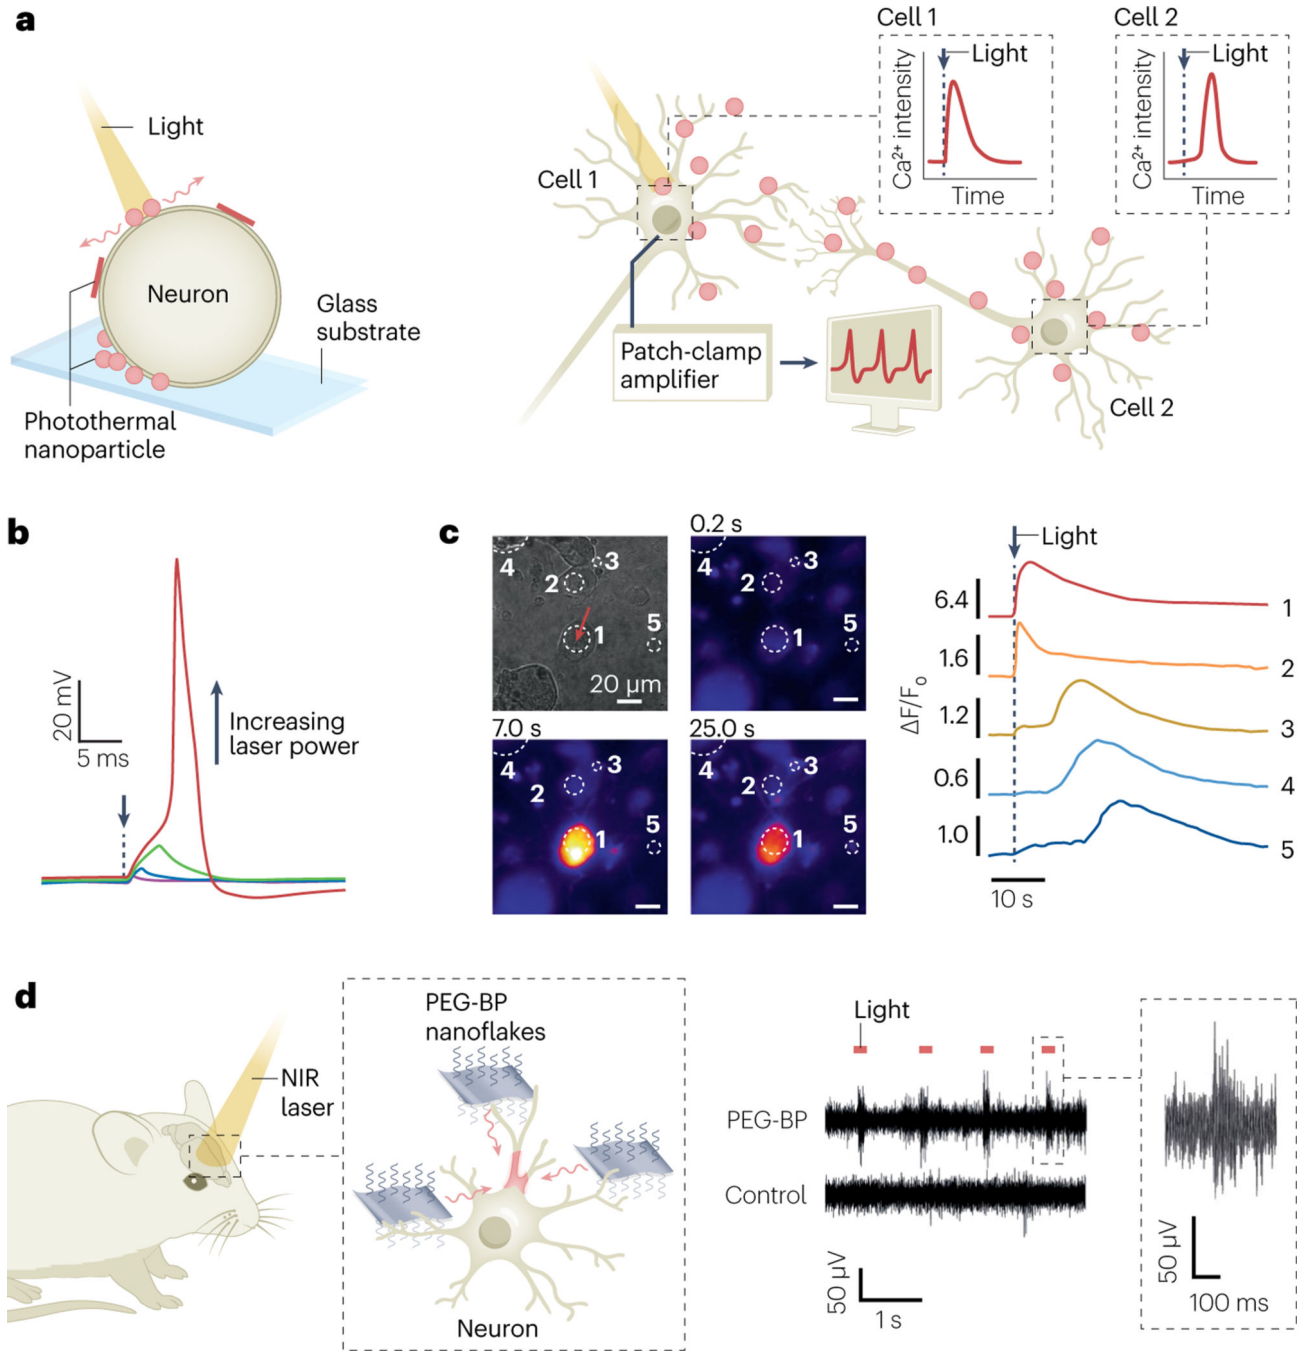 a
Light
Neuron
Glass
substrate
Photothermal
nanoparticle
Cell 1
Cell 1
Light
Ca²⁺ intensity
Time
Cell 2
Light
Ca²⁺ intensity
Time
Patch-clamp
amplifier
Cell 2
b
20 mV
5 ms
Increasing
laser power
c
4
3
2
1
5
20 µm
0.2 s
4
3
2
1
5
7.0 s
4
3
2
1
5
25.0 s
4
3
2
1
5
Light
ΔF/F₀
6.4
1
1.6
2
1.2
3
0.6
4
1.0
5
10 s
d
NIR
laser
PEG-BP
nanoflakes
Neuron
Light
PEG-BP
Control
50 µV
1 s
50 µV
100 ms